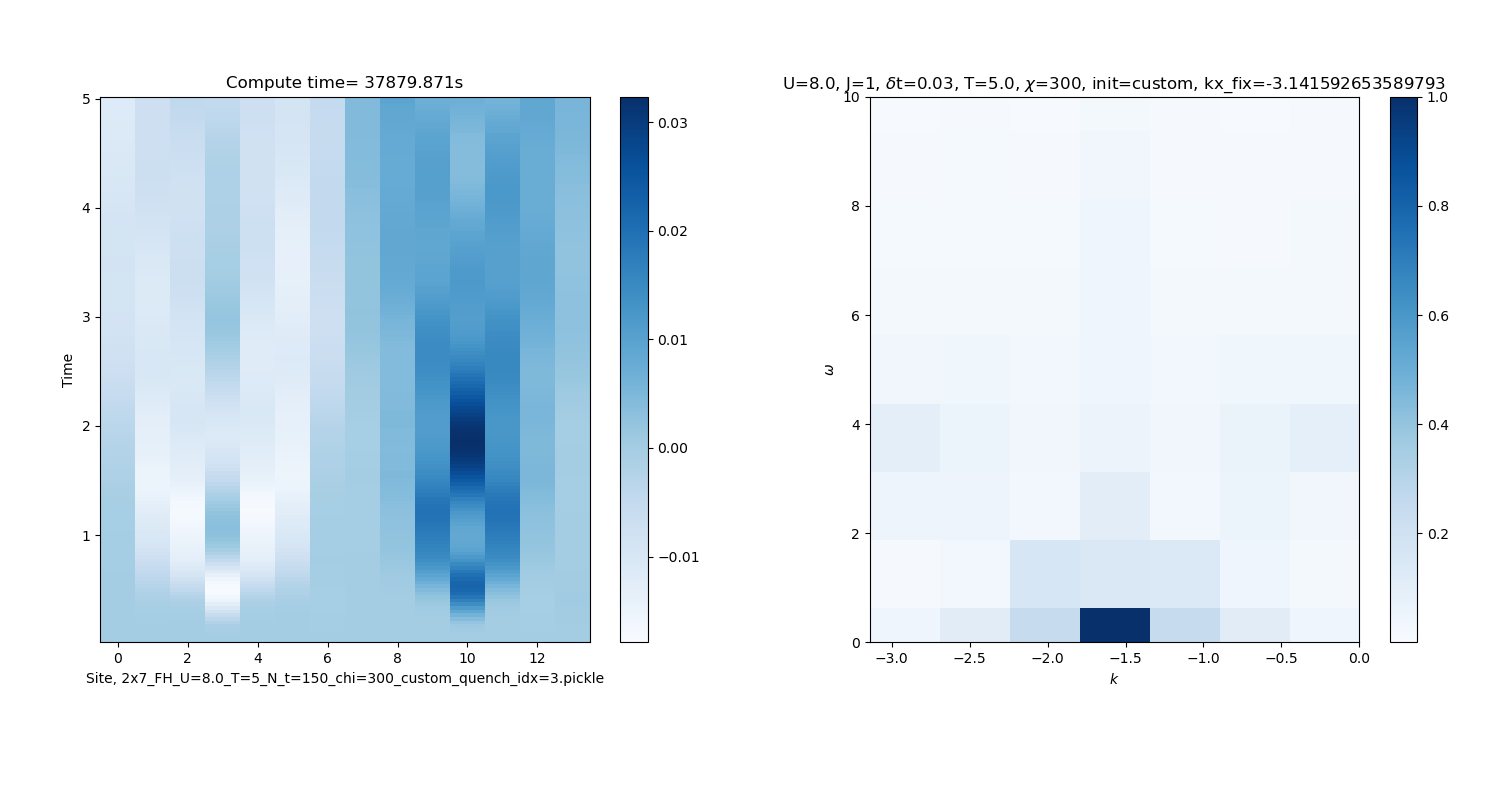 Compute time= 37879.871s
5
4
3
2
1
Time
0 2 4 6 8 10 12
Site, 2x7_FH_U=8.0_T=5_N_t=150_chi=300_custom_quench_idx=3.pickle
0.03
0.02
0.01
0.00
−0.01
U=8.0, J=1, δt=0.03, T=5.0, χ=300, init=custom, kx_fix=-3.141592653589793
10
8
6
4
2
0
ω
−3.0 −2.5 −2.0 −1.5 −1.0 −0.5 0.0
k
1.0
0.8
0.6
0.4
0.2